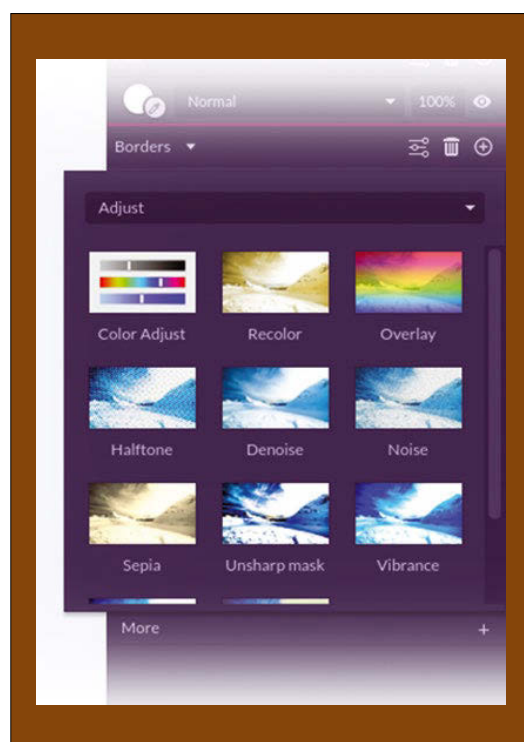 Normal 100%
Borders
Adjust
Color Adjust Recolor Overlay
Halftone Denoise Noise
Sepia Unsharp mask Vibrance
More +